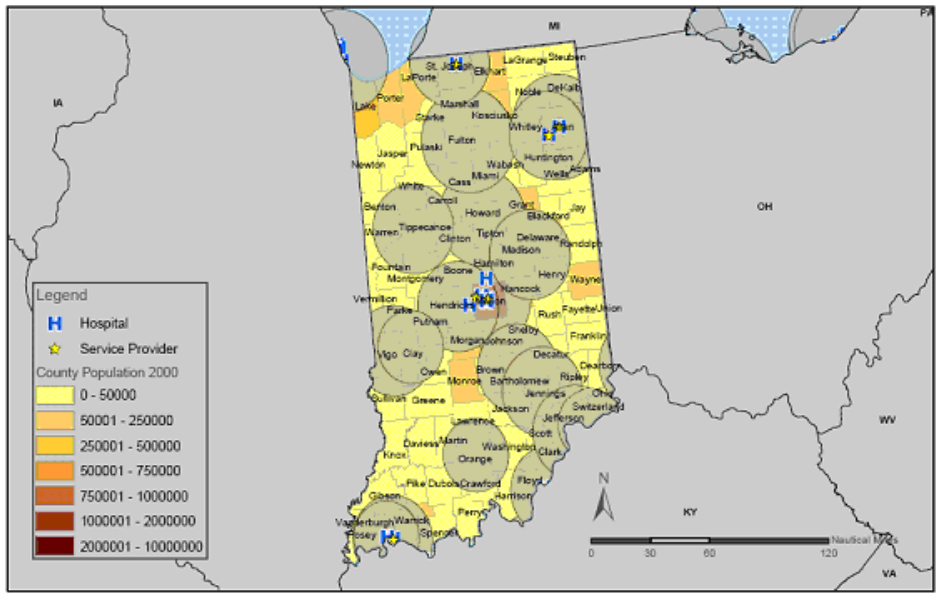 MI
PA
IA
OH
WV
KY
VA
LaGrange
Steuben
St. Joseph
Elkhart
LaPorte
Noble
DeKalb
Porter
Lake
Marshall
Kosciusko
Starke
Whitley
Allen
Fulton
Pulaski
Jasper
Newton
Huntington
Wabash
Adams
Wells
Miami
Cass
White
Benton
Carroll
Grant
Jay
Howard
Blackford
Warren
Tippecanoe
Clinton
Tipton
Delaware
Randolph
Madison
Fountain
Boone
Hamilton
Montgomery
Henry
Wayne
Hancock
Vermillion
Hendricks
Parke
Putnam
Rush
Fayette
Union
Shelby
Morgan
Johnson
Franklin
Vigo
Clay
Decatur
Owen
Monroe
Brown
Dearborn
Bartholomew
Ripley
Sullivan
Greene
Jennings
Ohio
Jackson
Switzerland
Jefferson
Lawrence
Scott
Daviess
Martin
Washington
Clark
Knox
Orange
Pike
Dubois
Crawford
Floyd
Harrison
Gibson
Perry
Vanderburgh
Warrick
Posey
Spencer
Legend
H Hospital
Service Provider
County Population 2000
0 - 50000
50001 - 250000
250001 - 500000
500001 - 750000
750001 - 1000000
1000001 - 2000000
2000001 - 10000000
N
Nautical Miles
0 30 60 120